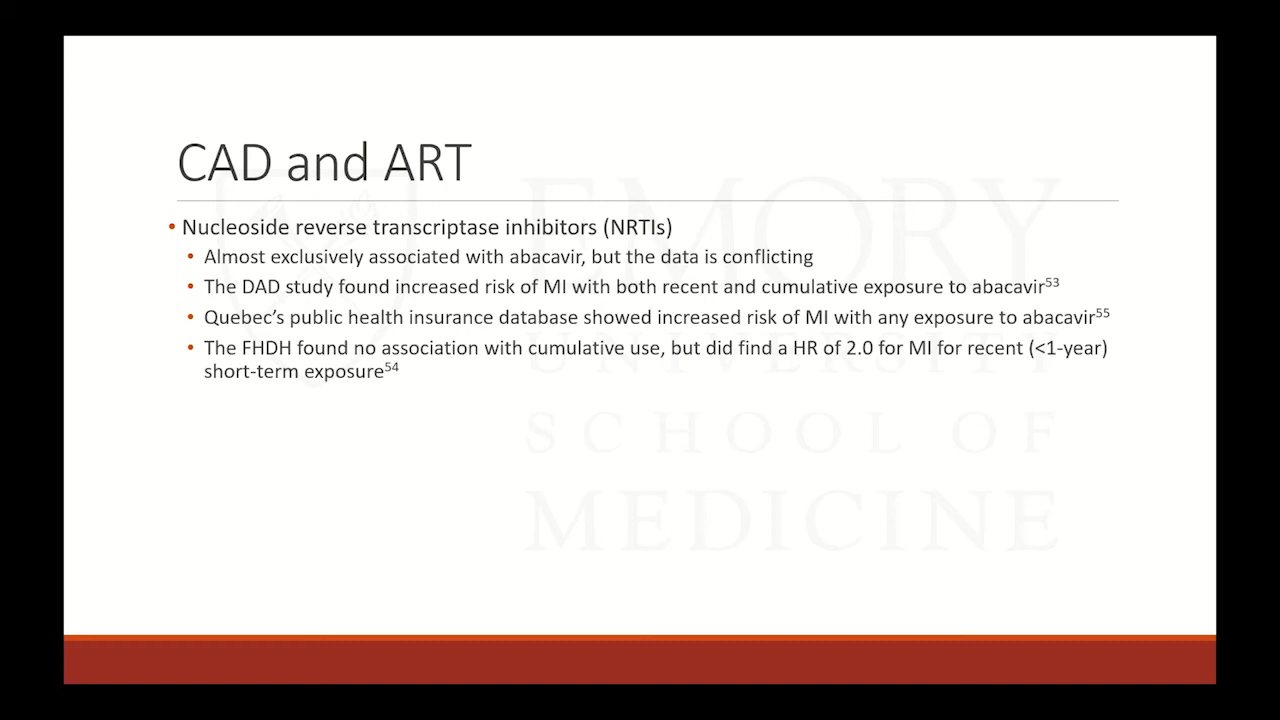 CAD and ART
• Nucleoside reverse transcriptase inhibitors (NRTIs)
• Almost exclusively associated with abacavir, but the data is conflicting
• The DAD study found increased risk of MI with both recent and cumulative exposure to abacavir⁵³
• Quebec's public health insurance database showed increased risk of MI with any exposure to abacavir⁵⁵
• The FHDH found no association with cumulative use, but did find a HR of 2.0 for MI for recent (<1-year)
short-term exposure⁵⁴
EMORY
UNIVERSITY
SCHOOL OF
MEDICINE